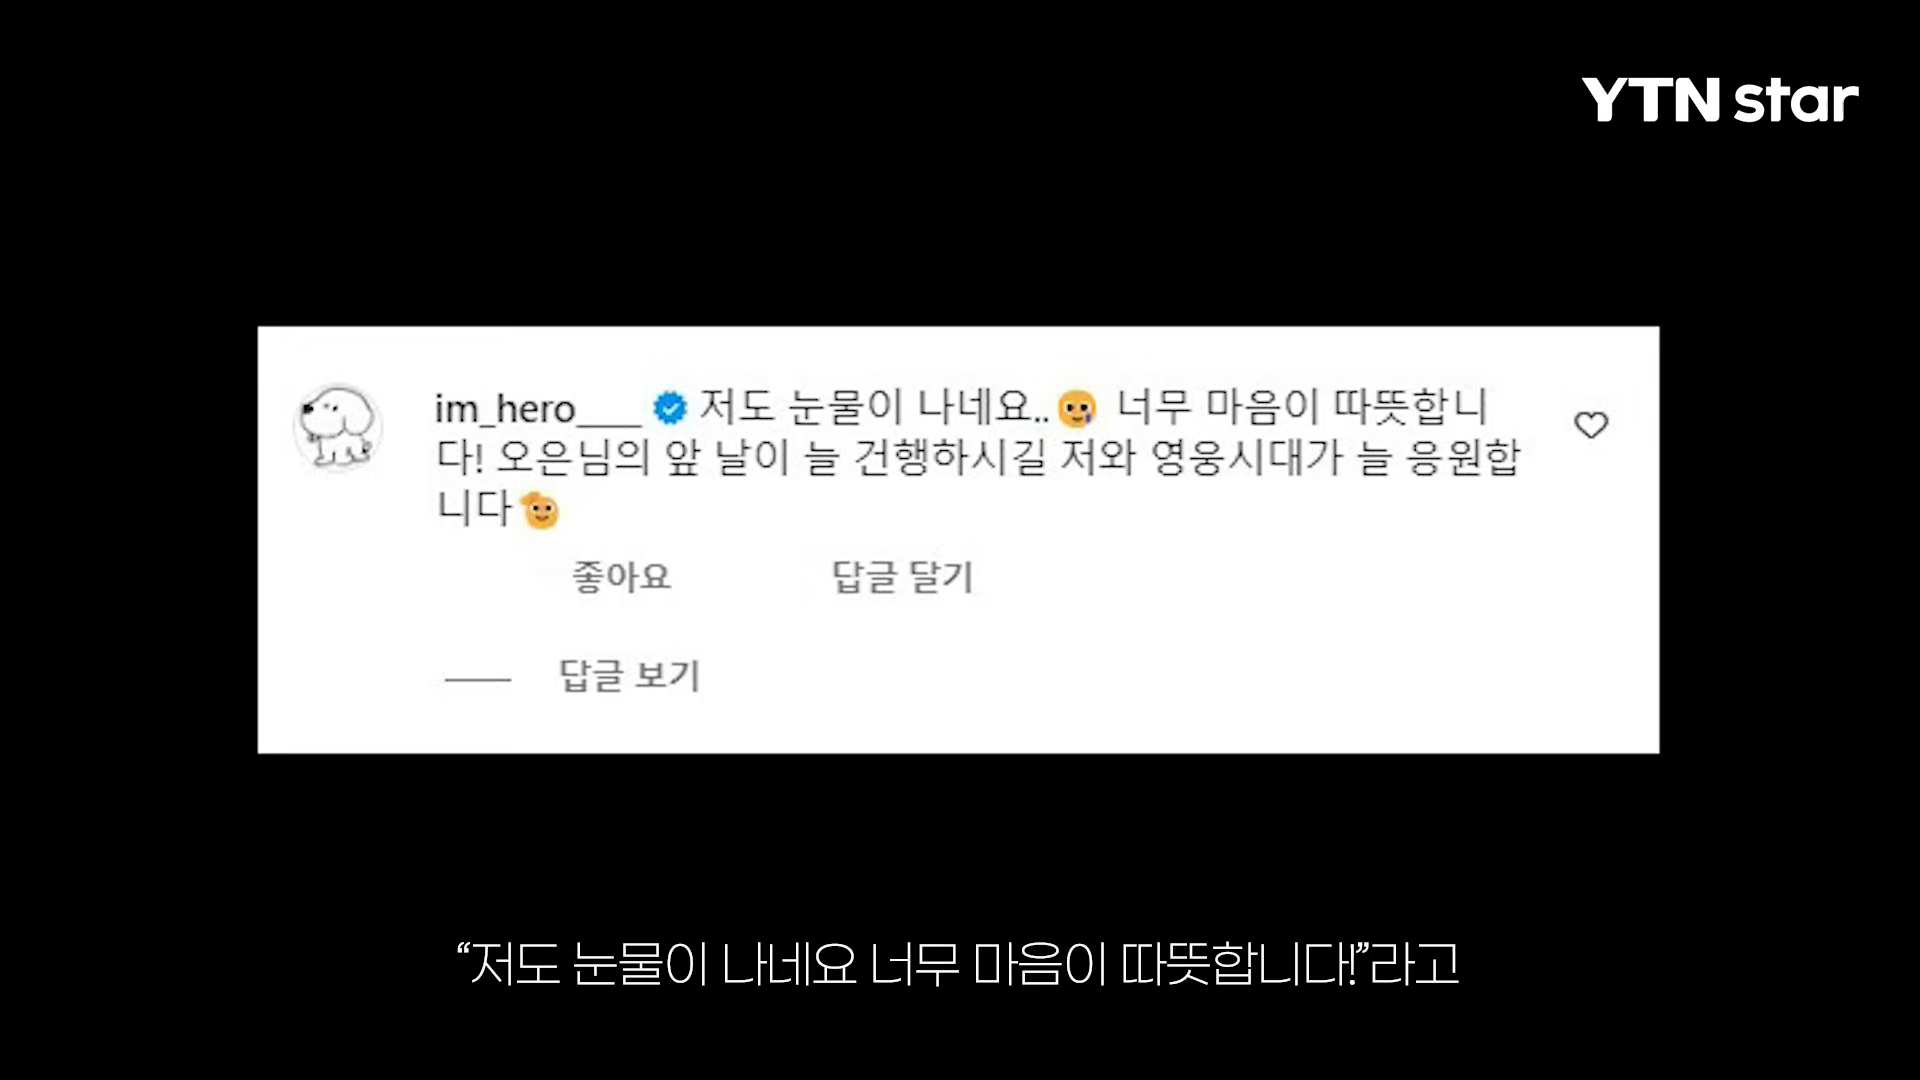 YTN star
im_hero___ 저도 눈물이 나네요..🥲 너무 마음이 따뜻합니
다! 오은님의 앞 날이 늘 건행하시길 저와 영웅시대가 늘 응원합
니다🫡
좋아요 답글 달기
답글 보기
“저도 눈물이 나네요 너무 마음이 따뜻합니다!”라고